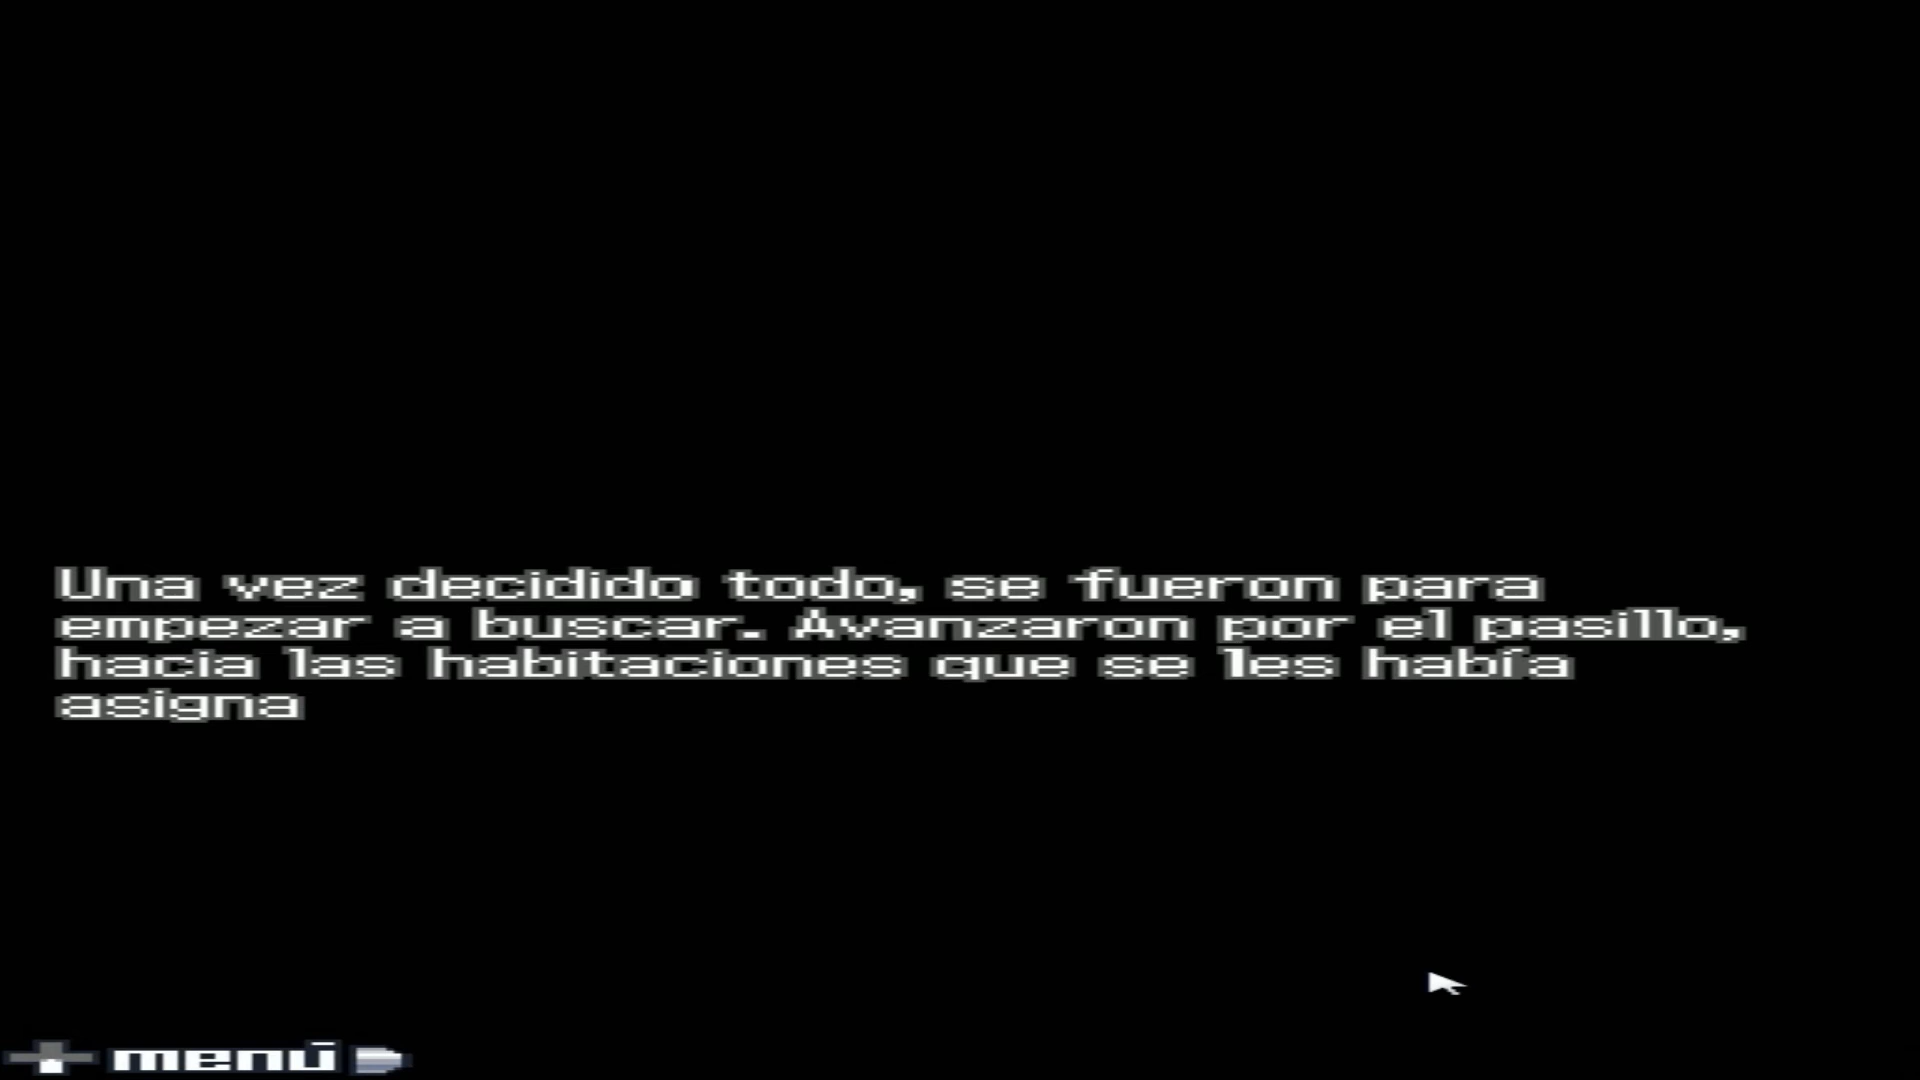 Una vez decidido todo, se fueron para
empezar a buscar. Avanzaron por el pasillo,
hacia las habitaciones que se les había
asigna
menú